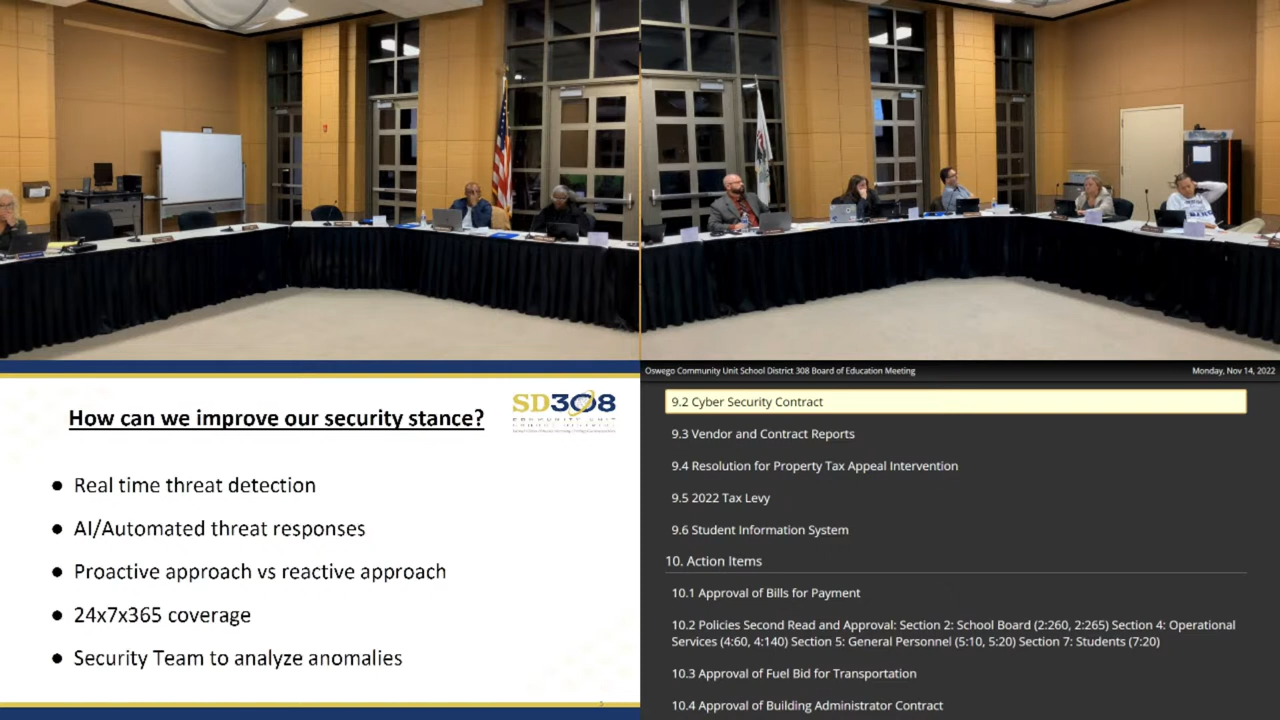 How can we improve our security stance?
SD308
COMMUNITY UNIT
SCHOOL DISTRICT
● Real time threat detection
● AI/Automated threat responses
● Proactive approach vs reactive approach
● 24x7x365 coverage
● Security Team to analyze anomalies
Oswego Community Unit School District 308 Board of Education Meeting
Monday, Nov 14, 2022
9.2 Cyber Security Contract
9.3 Vendor and Contract Reports
9.4 Resolution for Property Tax Appeal Intervention
9.5 2022 Tax Levy
9.6 Student Information System
10. Action Items
10.1 Approval of Bills for Payment
10.2 Policies Second Read and Approval: Section 2: School Board (2:260, 2:265) Section 4: Operational
Services (4:60, 4:140) Section 5: General Personnel (5:10, 5:20) Section 7: Students (7:20)
10.3 Approval of Fuel Bid for Transportation
10.4 Approval of Building Administrator Contract